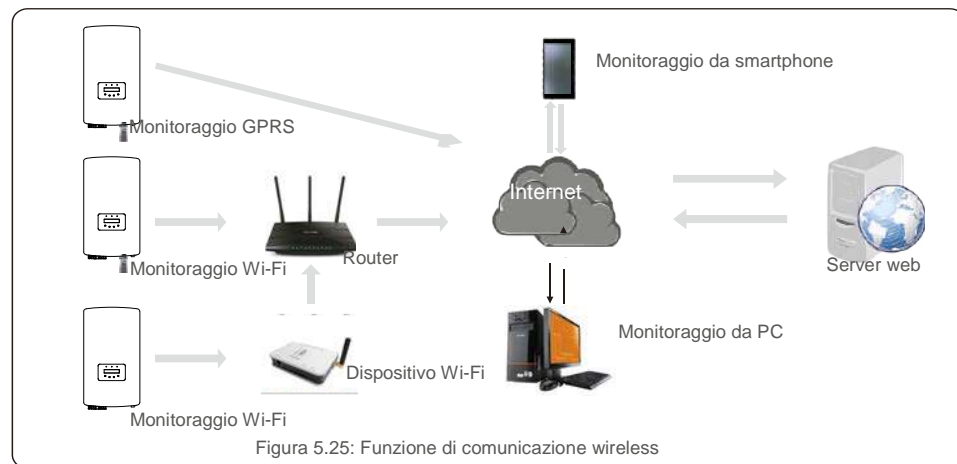 Monitoraggio da smartphone
Monitoraggio GPRS
Internet
Monitoraggio Wi-Fi
Router
Server web
Monitoraggio da PC
Dispositivo Wi-Fi
Monitoraggio Wi-Fi
Figura 5.25: Funzione di comunicazione wireless